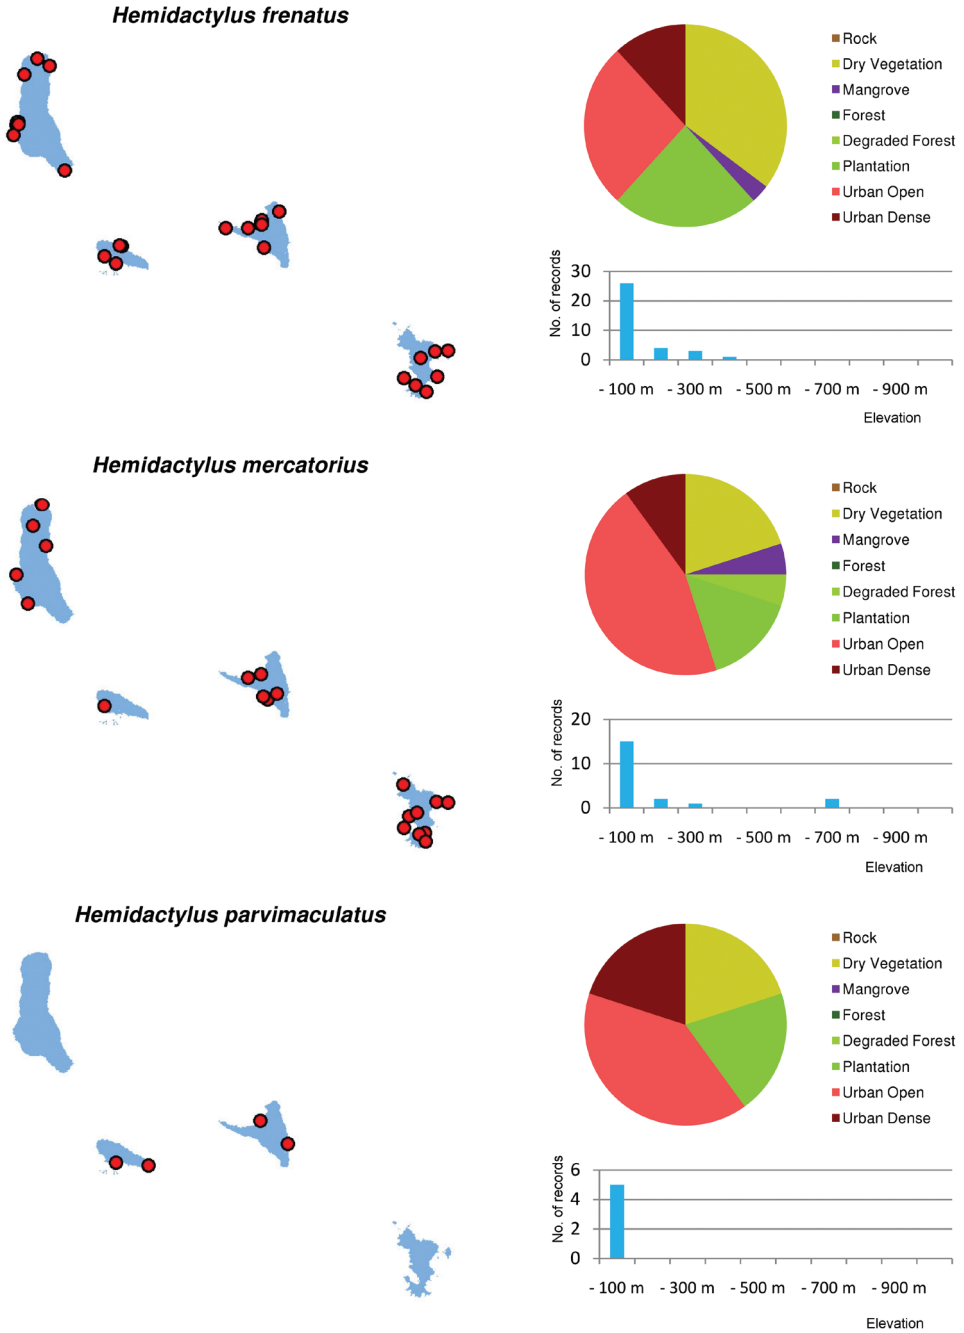 Hemidactylus frenatus
Rock
Dry Vegetation
Mangrove
Forest
Degraded Forest
Plantation
Urban Open
Urban Dense
No. of records
30
20
10
0
- 100 m - 300 m - 500 m - 700 m - 900 m
Elevation
Hemidactylus mercatorius
Rock
Dry Vegetation
Mangrove
Forest
Degraded Forest
Plantation
Urban Open
Urban Dense
No. of records
20
10
0
- 100 m - 300 m - 500 m - 700 m - 900 m
Elevation
Hemidactylus parvimaculatus
Rock
Dry Vegetation
Mangrove
Forest
Degraded Forest
Plantation
Urban Open
Urban Dense
No. of records
6
4
2
0
- 100 m - 300 m - 500 m - 700 m - 900 m
Elevation